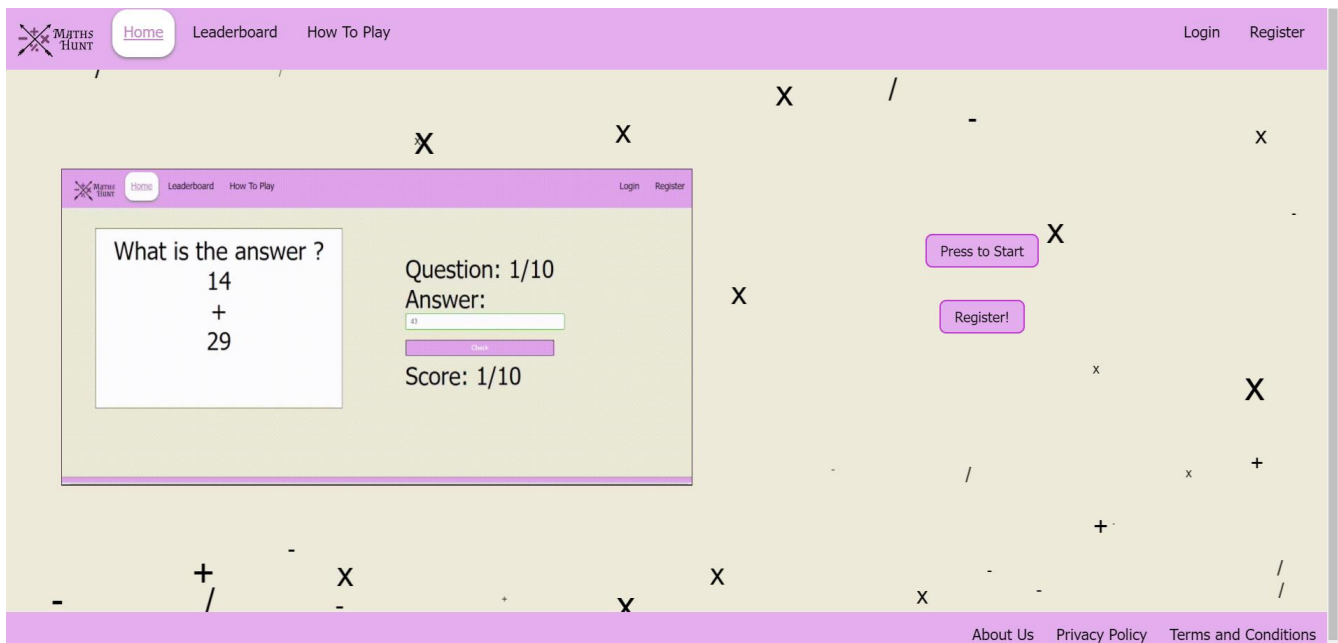 MATHS HUNT Home Leaderboard How To Play Login Register
/ /
x /
-
x x x x
MATHS HUNT Home Leaderboard How To Play Login Register
-
What is the answer ?
14
+
29
Question: 1/10
Answer:
43
Check
Score: 1/10
x
Press to Start
x
Register!
x
x
+
- / x
+ -
-
+ x x - /
- / - + x x - /
About Us Privacy Policy Terms and Conditions